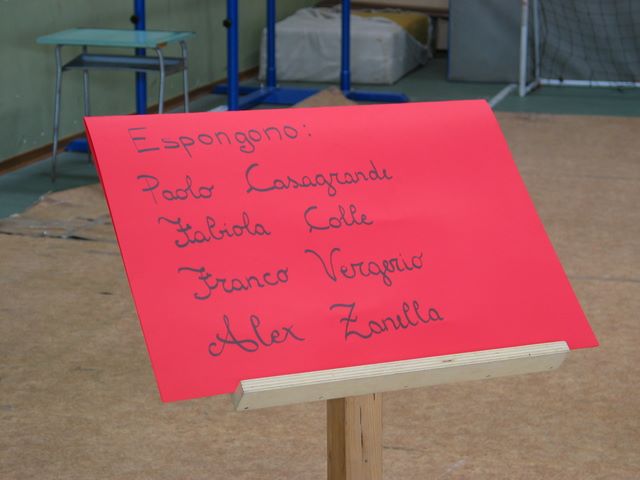 Espongono:
Paolo Casagrande
Fabiola Colle
Franco Vergerio
Alex Zanella